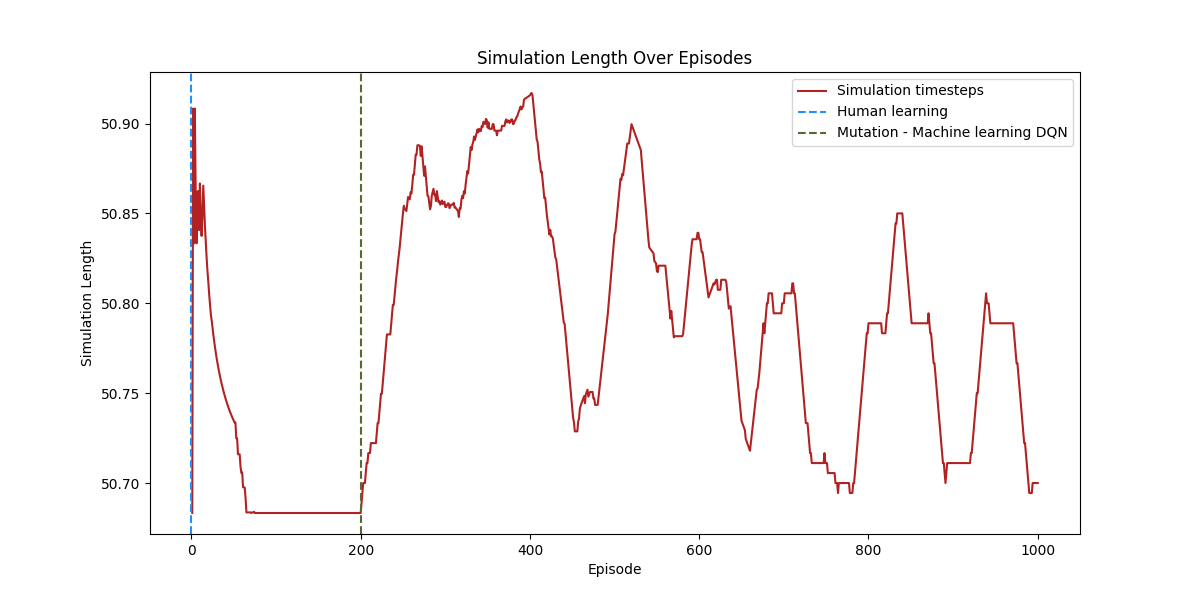 Simulation Length Over Episodes
Simulation timesteps
Human learning
Mutation - Machine learning DQN
Simulation Length
50.90
50.85
50.80
50.75
50.70
0 200 400 600 800 1000
Episode